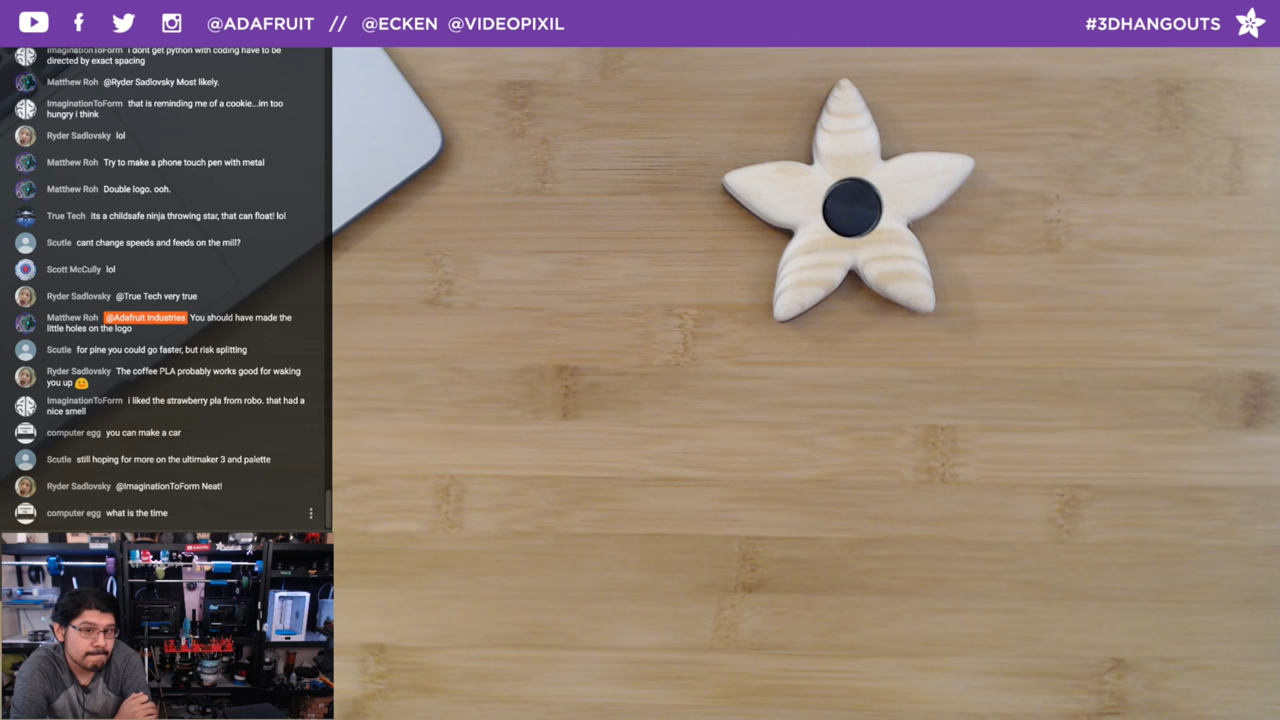 @ADAFRUIT // @ECKEN @VIDEOPIXIL
#3DHANGOUTS
ImaginationToForm i dont get python with coding have to be
directed by exact spacing
Matthew Roh @Ryder Sadlovsky Most likely.
ImaginationToForm that is reminding me of a cookie...im too
hungry i think
Ryder Sadlovsky lol
Matthew Roh Try to make a phone touch pen with metal
Matthew Roh Double logo. ooh.
True Tech its a childsafe ninja throwing star, that can float! lol
Scutle cant change speeds and feeds on the mill?
Scott McCully lol
Ryder Sadlovsky @True Tech very true
Matthew Roh @Adafruit Industries You should have made the
little holes on the logo
Scutle for pine you could go faster, but risk splitting
Ryder Sadlovsky The coffee PLA probably works good for waking
you up
ImaginationToForm i liked the strawberry pla from robo. that had a
nice smell
computer egg you can make a car
Scutle still hoping for more on the ultimaker 3 and palette
Ryder Sadlovsky @ImaginationToForm Neat!
computer egg what is the time